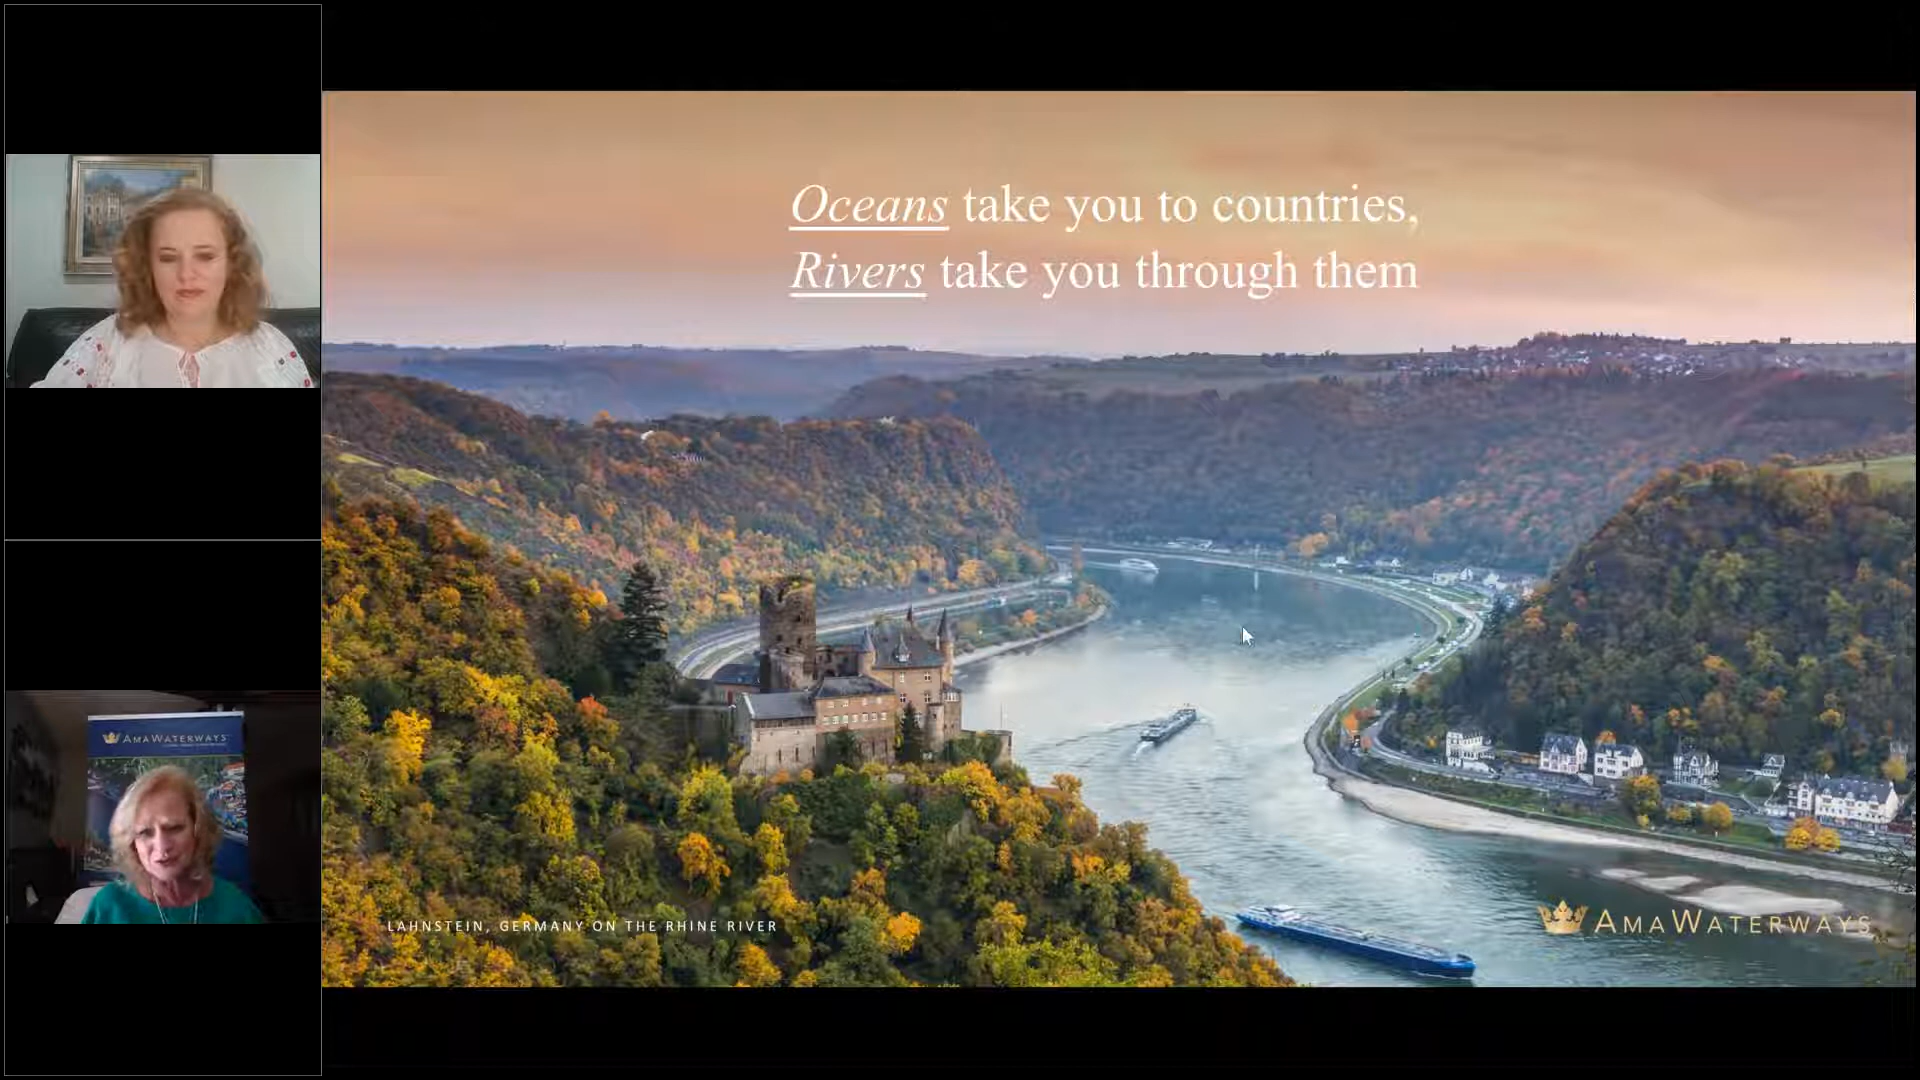 Oceans take you to countries,
Rivers take you through them
AMAWATERWAYS
LAHNSTEIN, GERMANY ON THE RHINE RIVER
AMAWATERWAYS